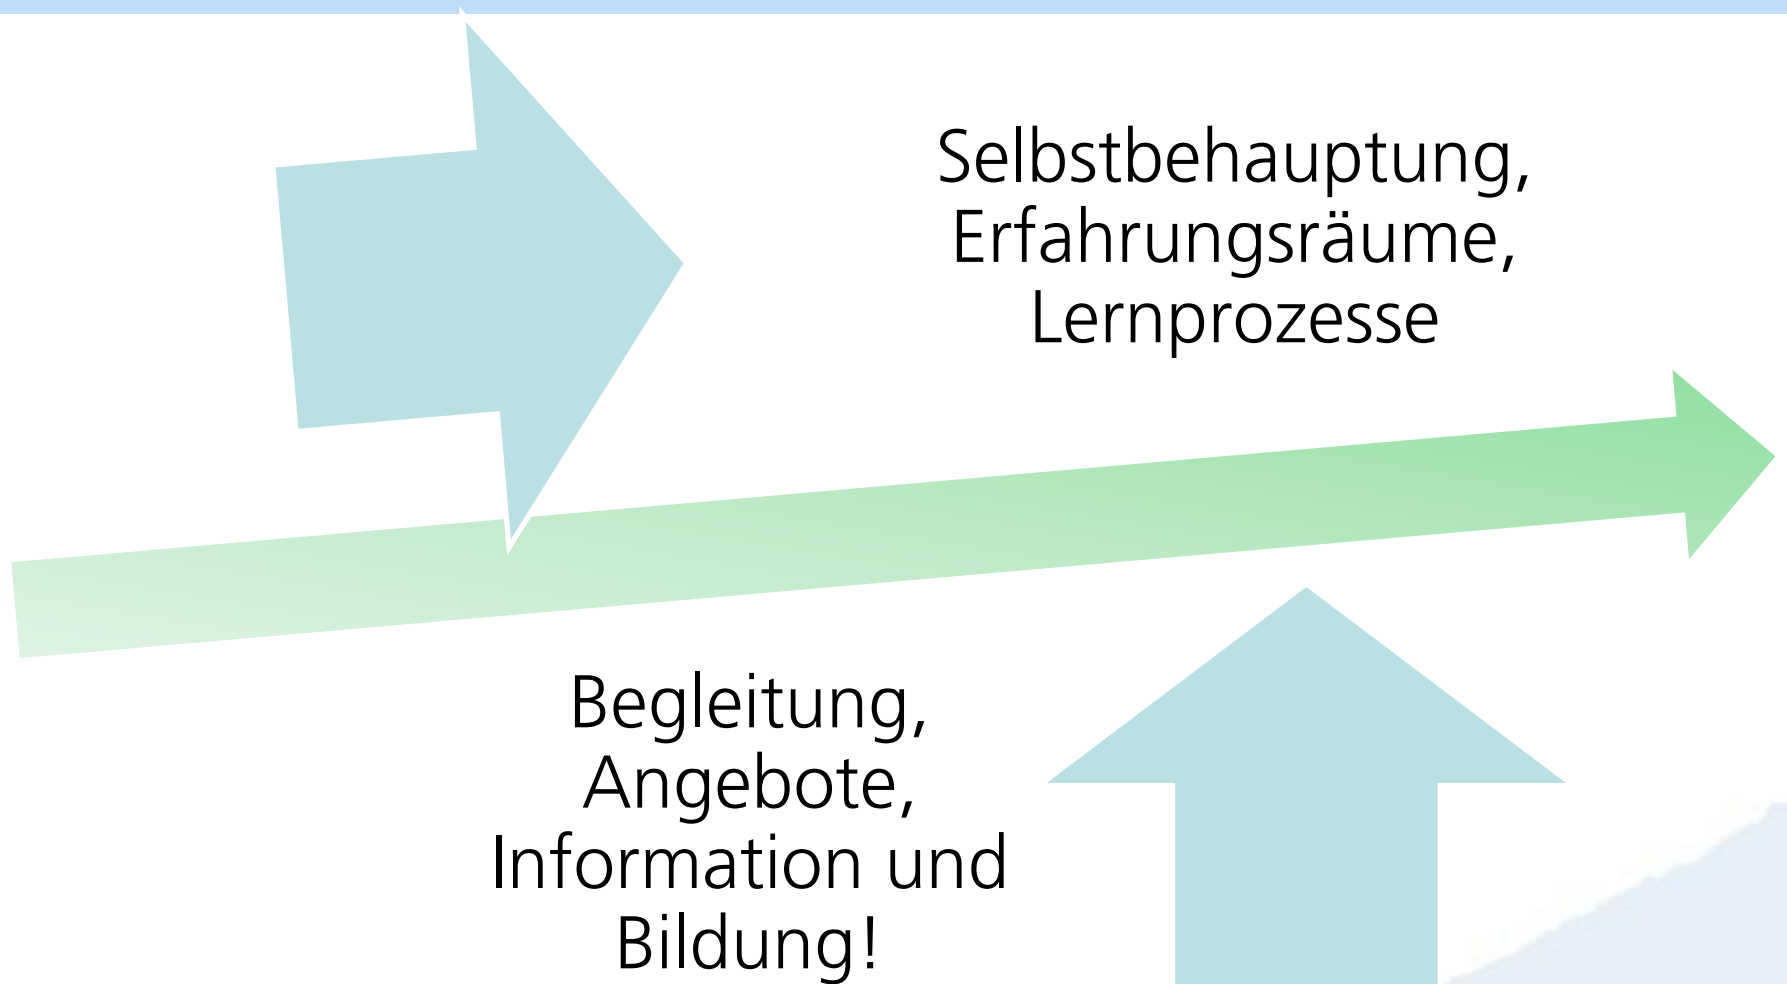 Selbstbehauptung,
Erfahrungsräume,
Lernprozesse
Begleitung,
Angebote,
Information und
Bildung!